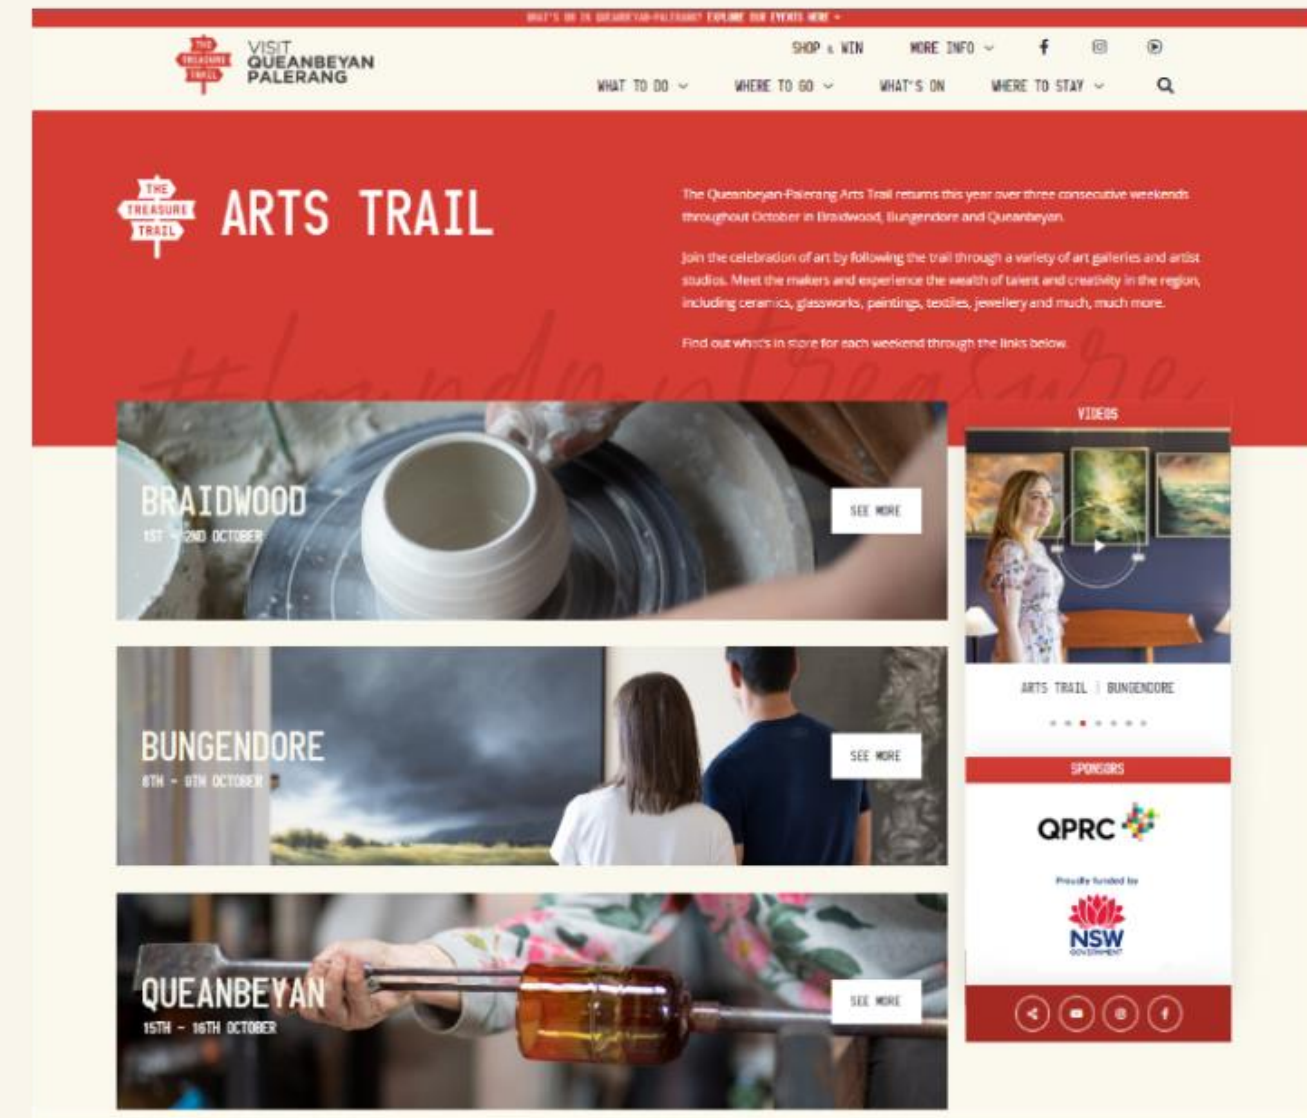 WHAT'S ON IN QUEANBEYAN-PALERANG? EXPLORE OUR EVENTS HERE
THE TREASURE TRAIL
VISIT
QUEANBEYAN
PALERANG
SHOP & WIN
MORE INFO
WHAT TO DO
WHERE TO GO
WHAT'S ON
WHERE TO STAY
THE
TREASURE
TRAIL
ARTS TRAIL
The Queanbeyan-Palerang Arts Trail returns this year over three consecutive weekends
throughout October in Braidwood, Bungendore and Queanbeyan.
Join the celebration of art by following the trail through a variety of art galleries and artist
studios. Meet the makers and experience the wealth of talent and creativity in the region,
including ceramics, glassworks, paintings, textiles, jewellery and much, much more.
Find out what's in store for each weekend through the links below.
BRAIDWOOD
1ST - 2ND OCTOBER
SEE MORE
BUNGENDORE
8TH - 9TH OCTOBER
SEE MORE
QUEANBEYAN
15TH - 16TH OCTOBER
SEE MORE
VIDEOS
ARTS TRAIL | BUNGENDORE
SPONSORS
QPRC
Proudly funded by
NSW
GOVERNMENT